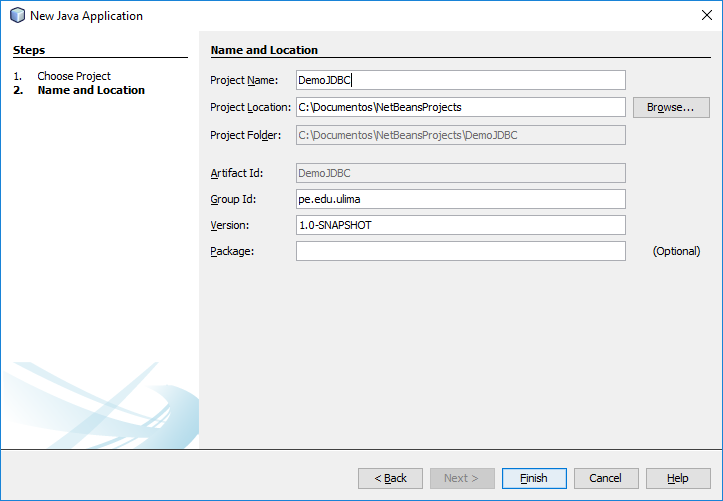 New Java Application
Steps
1. Choose Project
2. Name and Location
Name and Location
Project Name: DemoJDBC
Project Location: C:\Documentos\NetBeansProjects Browse...
Project Folder: C:\Documentos\NetBeansProjects\DemoJDBC
Artifact Id: DemoJDBC
Group Id: pe.edu.ulima
Version: 1.0-SNAPSHOT
Package: (Optional)
< Back Next > Finish Cancel Help